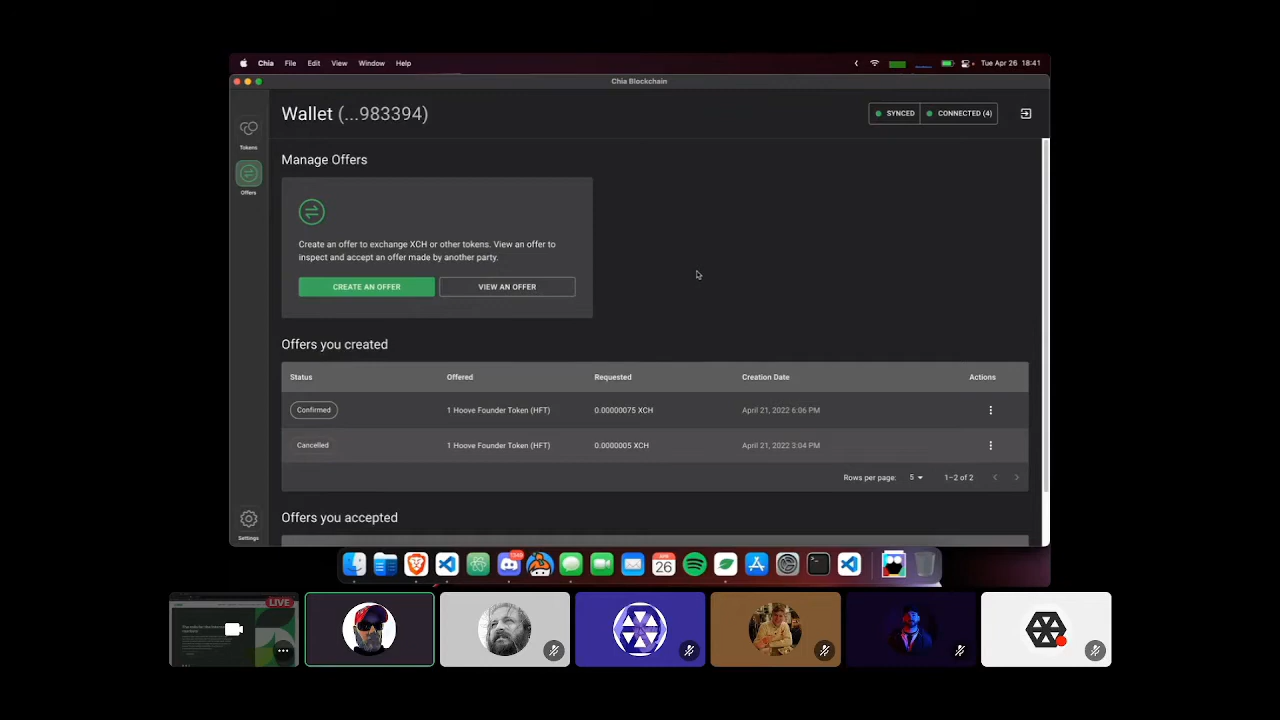 Chia File Edit View Window Help
Tue Apr 26 18:41
Chia Blockchain
Wallet (...983394)
SYNCED
CONNECTED (4)
Tokens
Offers
Manage Offers
Create an offer to exchange XCH or other tokens. View an offer to
inspect and accept an offer made by another party.
CREATE AN OFFER
VIEW AN OFFER
Offers you created
Status Offered Requested Creation Date Actions
Confirmed 1 Hoove Founder Token (HFT) 0.00000075 XCH April 21, 2022 6:06 PM
Cancelled 1 Hoove Founder Token (HFT) 0.0000005 XCH April 21, 2022 3:04 PM
Rows per page: 5 1–2 of 2
Offers you accepted
Settings
APR
26
LIVE